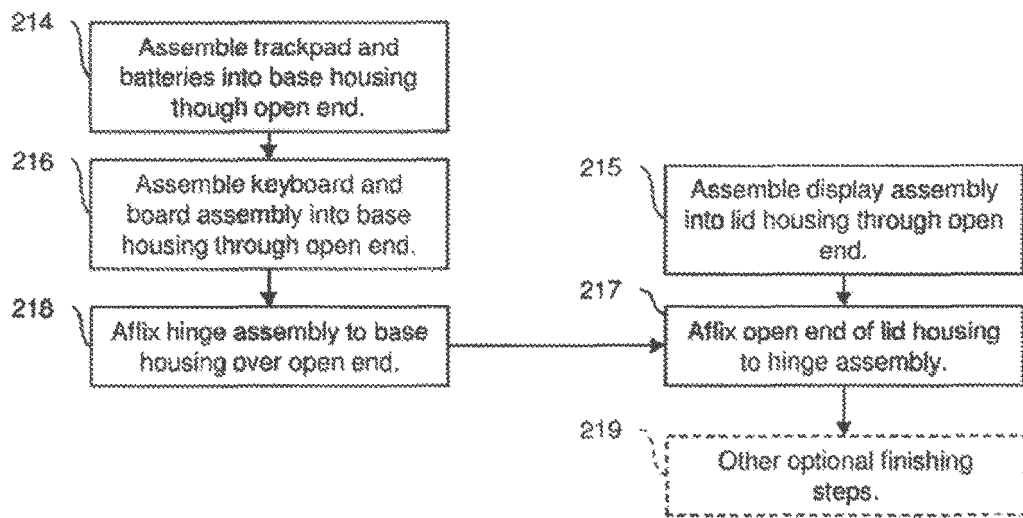 214
Assemble trackpad and
batteries into base housing
though open end.
216
Assemble keyboard and
board assembly into base
housing through open end.
218
Affix hinge assembly to base
housing over open end.
215
Assemble display assembly
into lid housing through open
end.
217
Affix open end of lid housing
to hinge assembly.
219
Other optional finishing
steps.